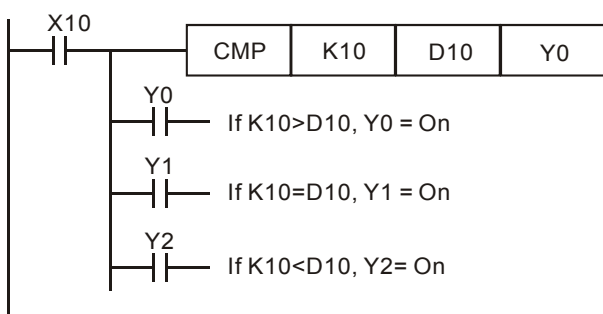 X10
CMP K10 D10 Y0
Y0
If K10>D10, Y0 = On
Y1
If K10=D10, Y1 = On
Y2
If K10<D10, Y2= On